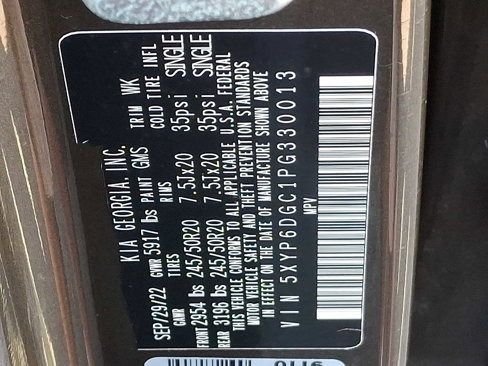 KIA GEORGIA, INC.
SEP/29/22 GVWR 5917 lbs PAINT GMS TRIM WK
GAWR TIRES RIMS COLD TIRE INFL
FRONT 2954 lbs 245/50R20 7.5Jx20 35psi SINGLE
REAR 3196 lbs 245/50R20 7.5Jx20 35psi SINGLE
THIS VEHICLE CONFORMS TO ALL APPLICABLE U.S.A. FEDERAL
MOTOR VEHICLE SAFETY AND THEFT PREVENTION STANDARDS
IN EFFECT ON THE DATE OF MANUFACTURE SHOWN ABOVE
VIN 5XYP6DGC1PG330013
MPV